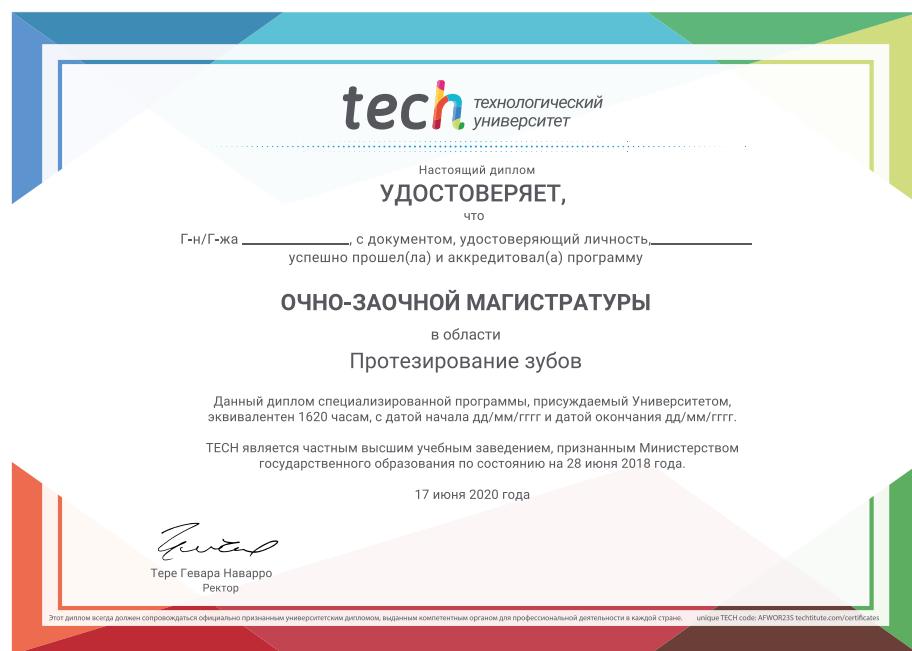 tech технологический
университет
Настоящий диплом
УДОСТОВЕРЯЕТ,
что
Г-н/Г-жа ______________, с документом, удостоверяющий личность,_____________
успешно прошел(ла) и аккредитовал(а) программу
ОЧНО-ЗАОЧНОЙ МАГИСТРАТУРЫ
в области
Протезирование зубов
Данный диплом специализированной программы, присуждаемый Университетом,
эквивалентен 1620 часам, с датой начала дд/мм/гггг и датой окончания дд/мм/гггг.
TECH является частным высшим учебным заведением, признанным Министерством
государственного образования по состоянию на 28 июня 2018 года.
17 июня 2020 года
Тере Гевара Наварро
Ректор
Этот диплом всегда должен сопровождаться официально признанным университетским дипломом, выданным компетентным органом для профессиональной деятельности в каждой стране. unique TECH code: AFWOR23S techtitute.com/certificates